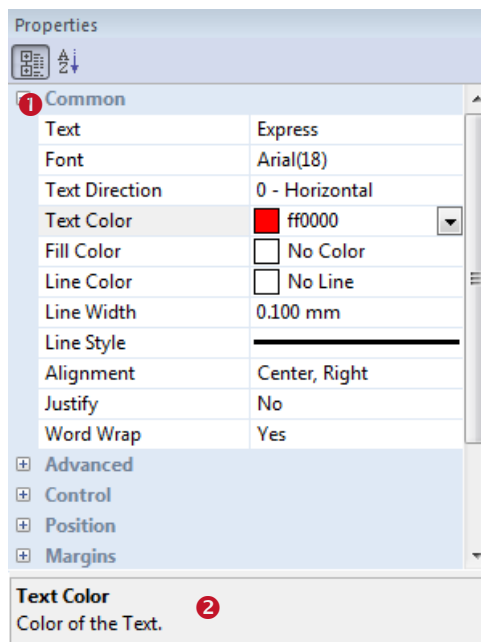 Properties
A Z
1 Common
Text Express
Font Arial(18)
Text Direction 0 - Horizontal
Text Color ff0000
Fill Color No Color
Line Color No Line
Line Width 0.100 mm
Line Style
Alignment Center, Right
Justify No
Word Wrap Yes
Advanced
Control
Position
Margins
Text Color 2
Color of the Text.